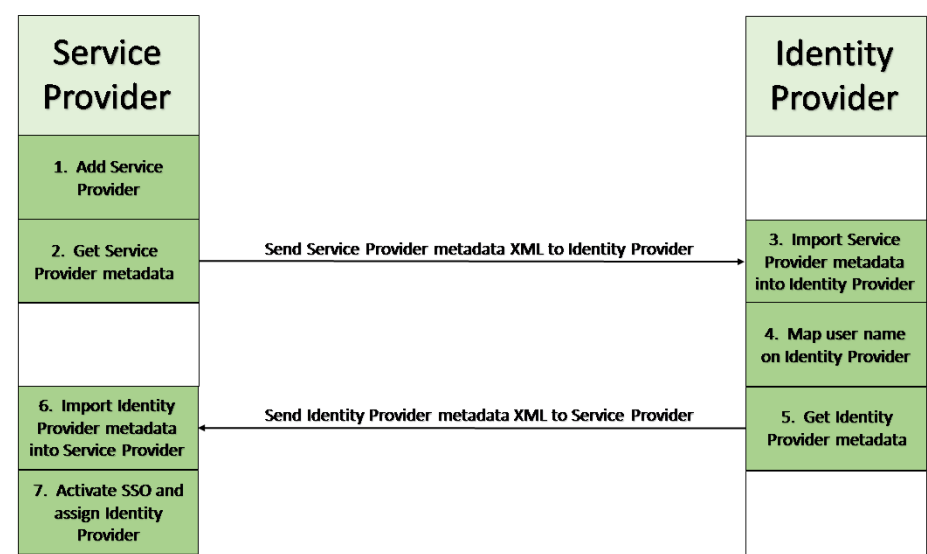 Service
Provider
Identity
Provider
1. Add Service
Provider
2. Get Service
Provider metadata
Send Service Provider metadata XML to Identity Provider
3. Import Service
Provider metadata
into Identity Provider
4. Map user name
on Identity Provider
6. Import Identity
Provider metadata
into Service Provider
Send Identity Provider metadata XML to Service Provider
5. Get Identity
Provider metadata
7. Activate SSO and
assign Identity
Provider